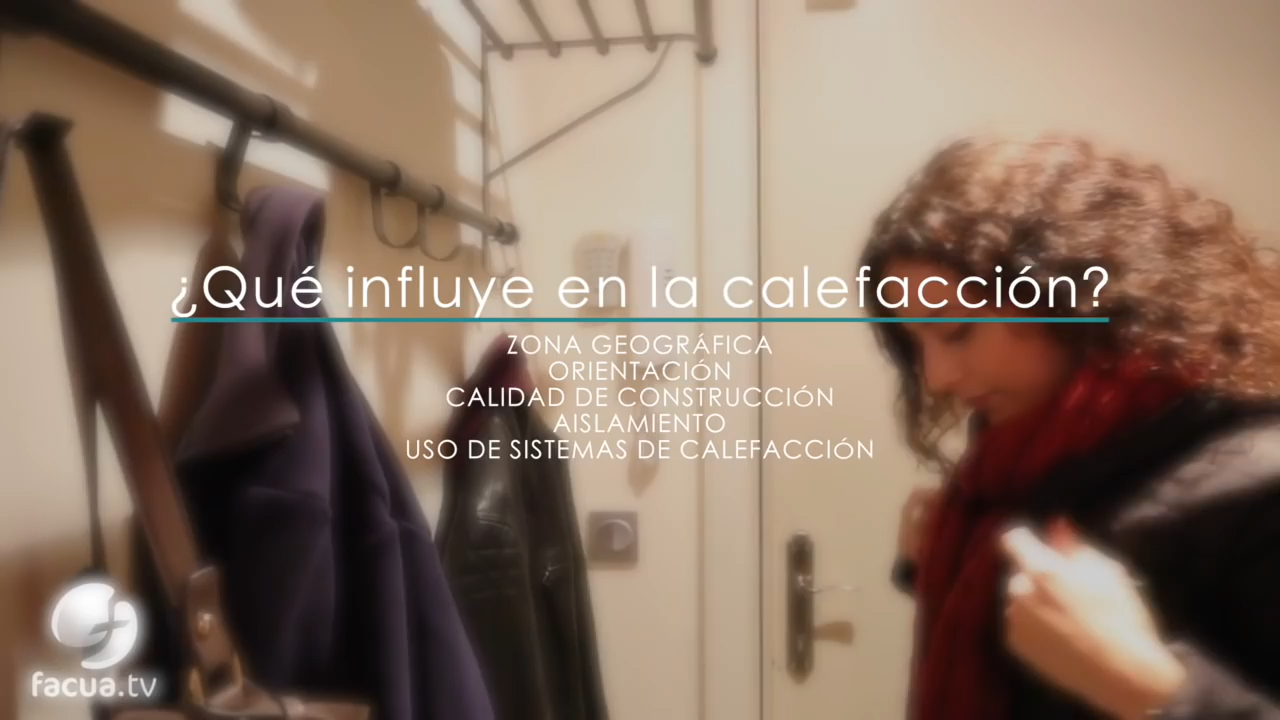 ¿Qué influye en la calefacción?
ZONA GEOGRÁFICA
ORIENTACIÓN
CALIDAD DE CONSTRUCCIÓN
AISLAMIENTO
USO DE SISTEMAS DE CALEFACCIÓN
facua.tv